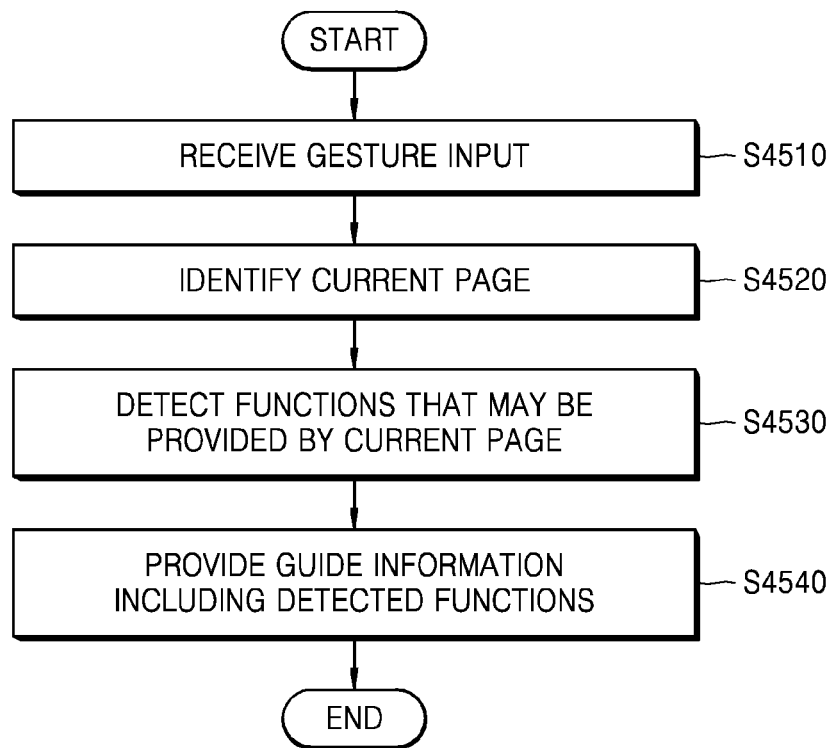 START
RECEIVE GESTURE INPUT
S4510
IDENTIFY CURRENT PAGE
S4520
DETECT FUNCTIONS THAT MAY BE
PROVIDED BY CURRENT PAGE
S4530
PROVIDE GUIDE INFORMATION
INCLUDING DETECTED FUNCTIONS
S4540
END